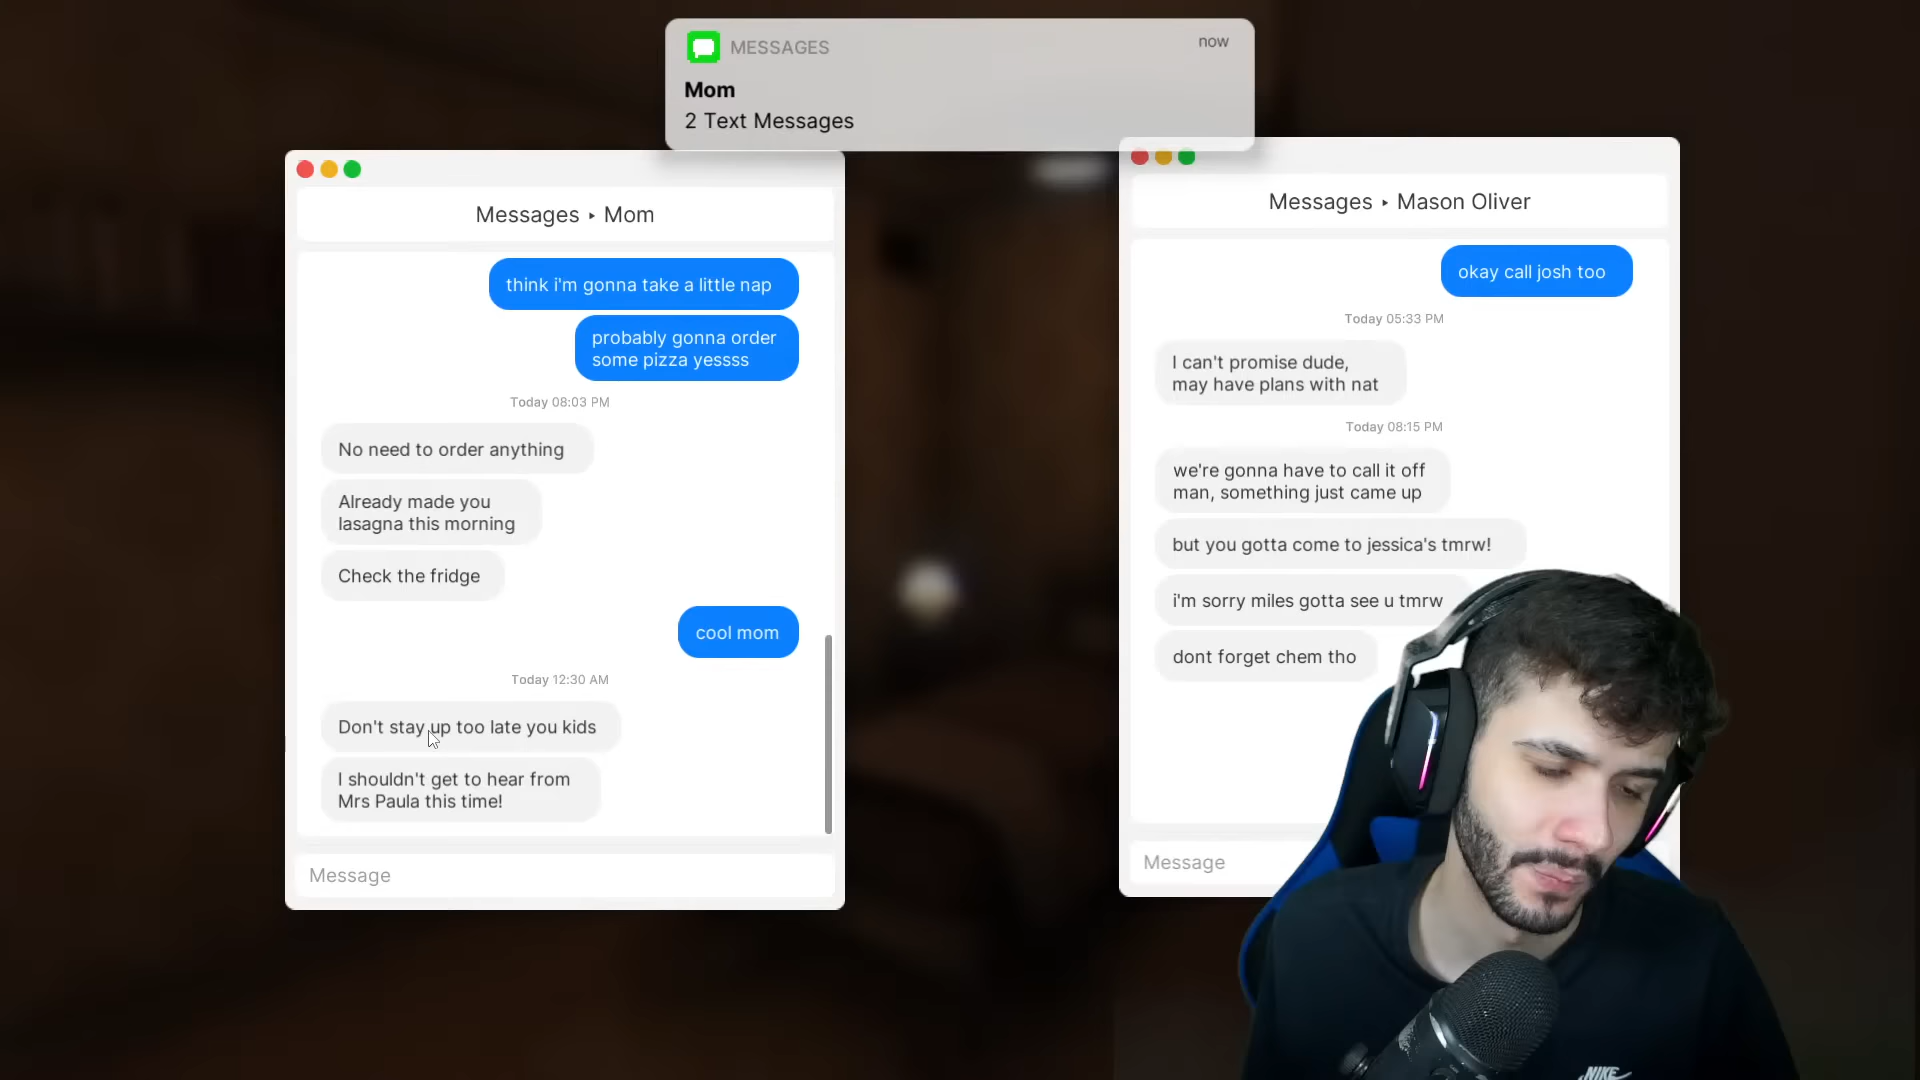 MESSAGES
now
Mom
2 Text Messages
Messages ▸ Mom
think i'm gonna take a little nap
probably gonna order
some pizza yessss
Today 08:03 PM
No need to order anything
Already made you
lasagna this morning
Check the fridge
cool mom
Today 12:30 AM
Don't stay up too late you kids
I shouldn't get to hear from
Mrs Paula this time!
Message
Messages ▸ Mason Oliver
okay call josh too
Today 05:33 PM
I can't promise dude,
may have plans with nat
Today 08:15 PM
we're gonna have to call it off
man, something just came up
but you gotta come to jessica's tmrw!
i'm sorry miles gotta see u tmrw
dont forget chem tho
Message
NIKE